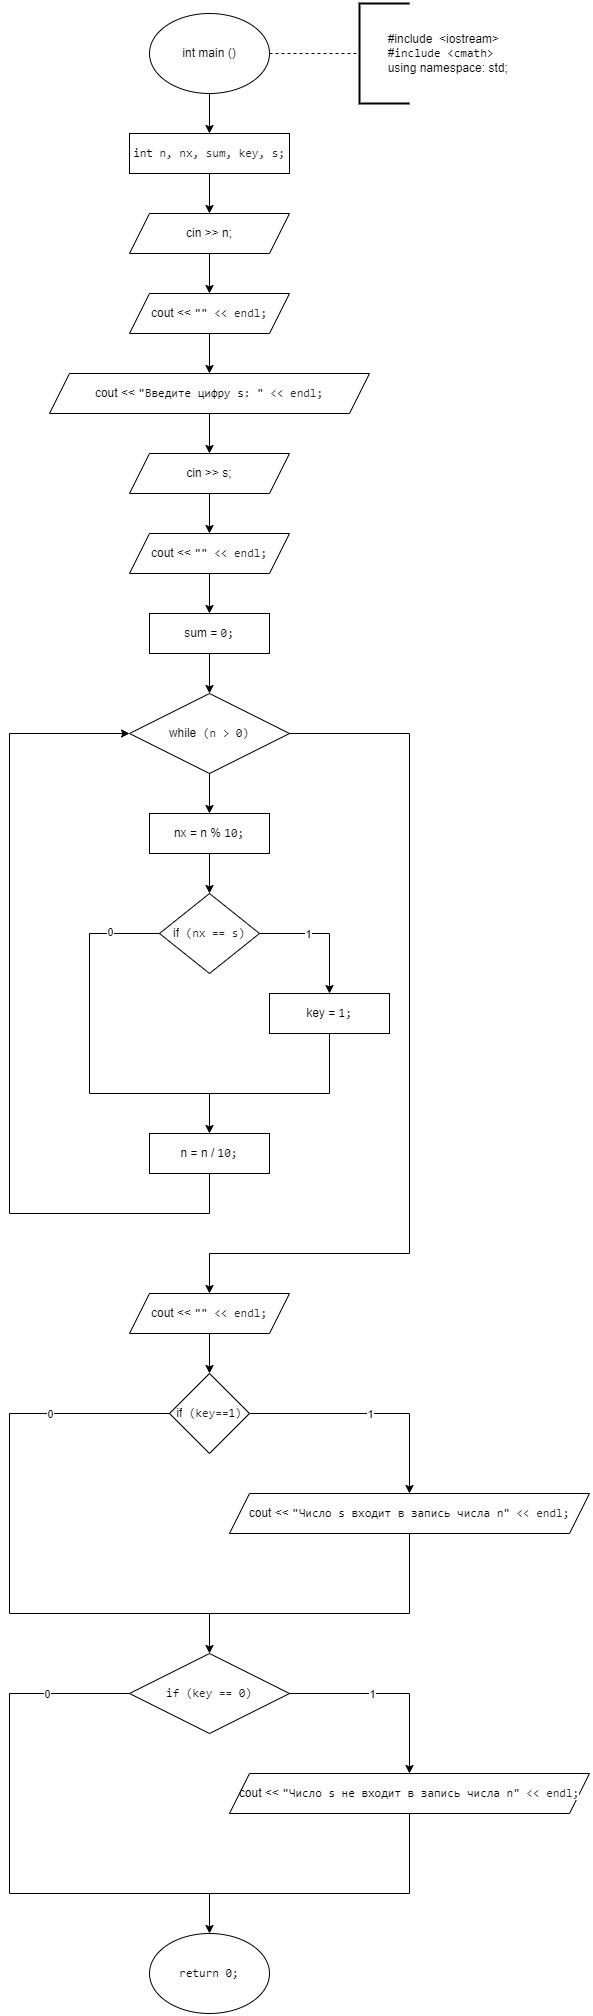 int main ()
#include  <iostream>
#include <cmath>
using namespace: std;
int n, nx, sum, key, s;
cin >> n;
cout << "" << endl;
cout << "Введите цифру s: " << endl;
cin >> s;
cout << "" << endl;
sum = 0;
while (n > 0)
nx = n % 10;
0
if (nx == s)
1
key = 1;
n = n / 10;
cout << "" << endl;
0
if (key==1)
1
cout << "Число s входит в запись числа n" << endl;
0
if (key == 0)
1
cout << "Число s не входит в запись числа n" << endl;
return 0;